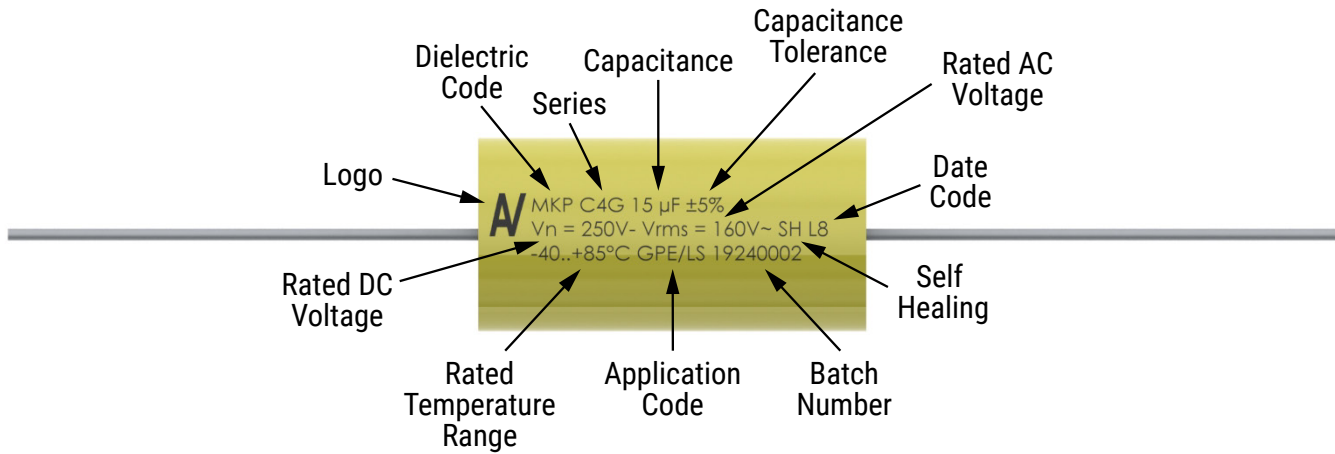 Dielectric
Code
Series
Capacitance
Capacitance
Tolerance
Rated AC
Voltage
Logo
Date
Code
MKP C4G 15 µF ±5%
Vn = 250V- Vrms = 160V~ SH L8
-40..+85°C GPE/LS 19240002
Rated DC
Voltage
Self
Healing
Rated
Temperature
Range
Application
Code
Batch
Number